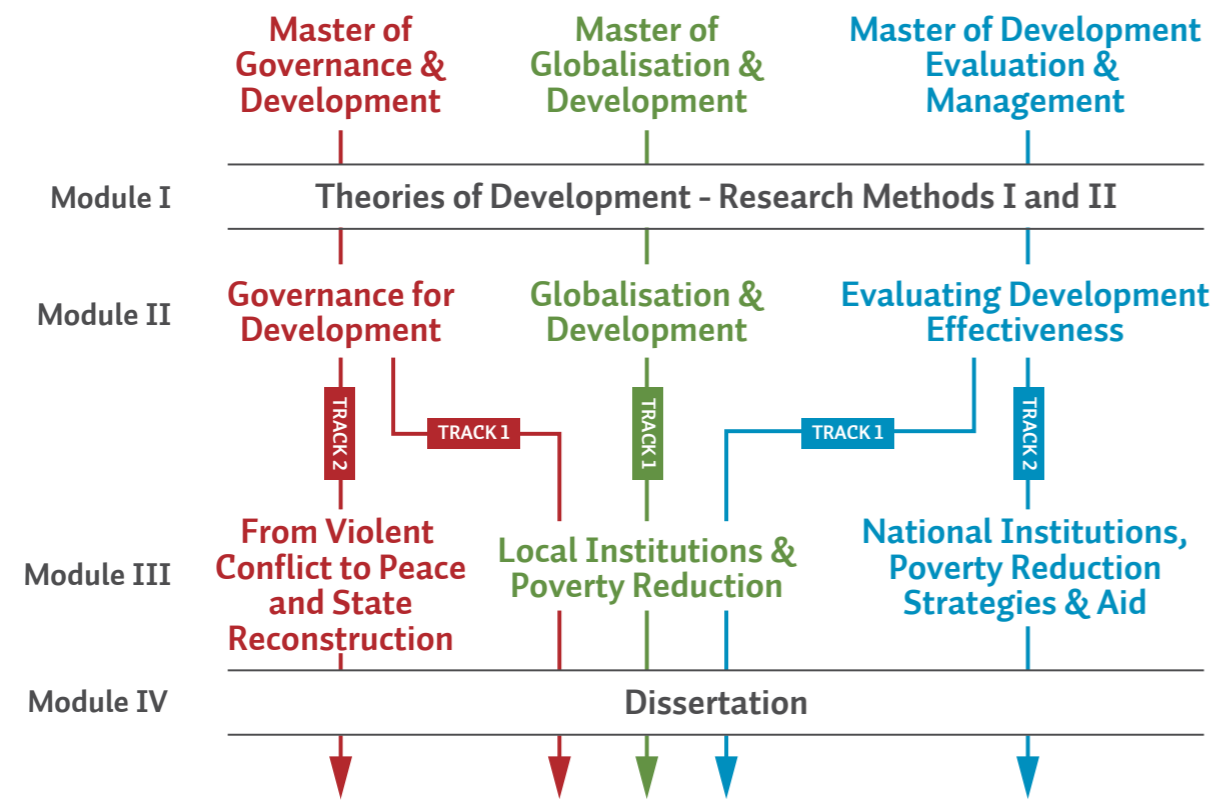 Master of
Governance &
Development
Master of
Globalisation &
Development
Master of Development
Evaluation &
Management
Module I
Theories of Development - Research Methods I and II
Module II
Governance for
Development
Globalisation &
Development
Evaluating Development
Effectiveness
TRACK 2
TRACK 1
TRACK 1
TRACK 1
TRACK 2
Module III
From Violent
Conflict to Peace
and State
Reconstruction
Local Institutions &
Poverty Reduction
National Institutions,
Poverty Reduction
Strategies & Aid
Module IV
Dissertation